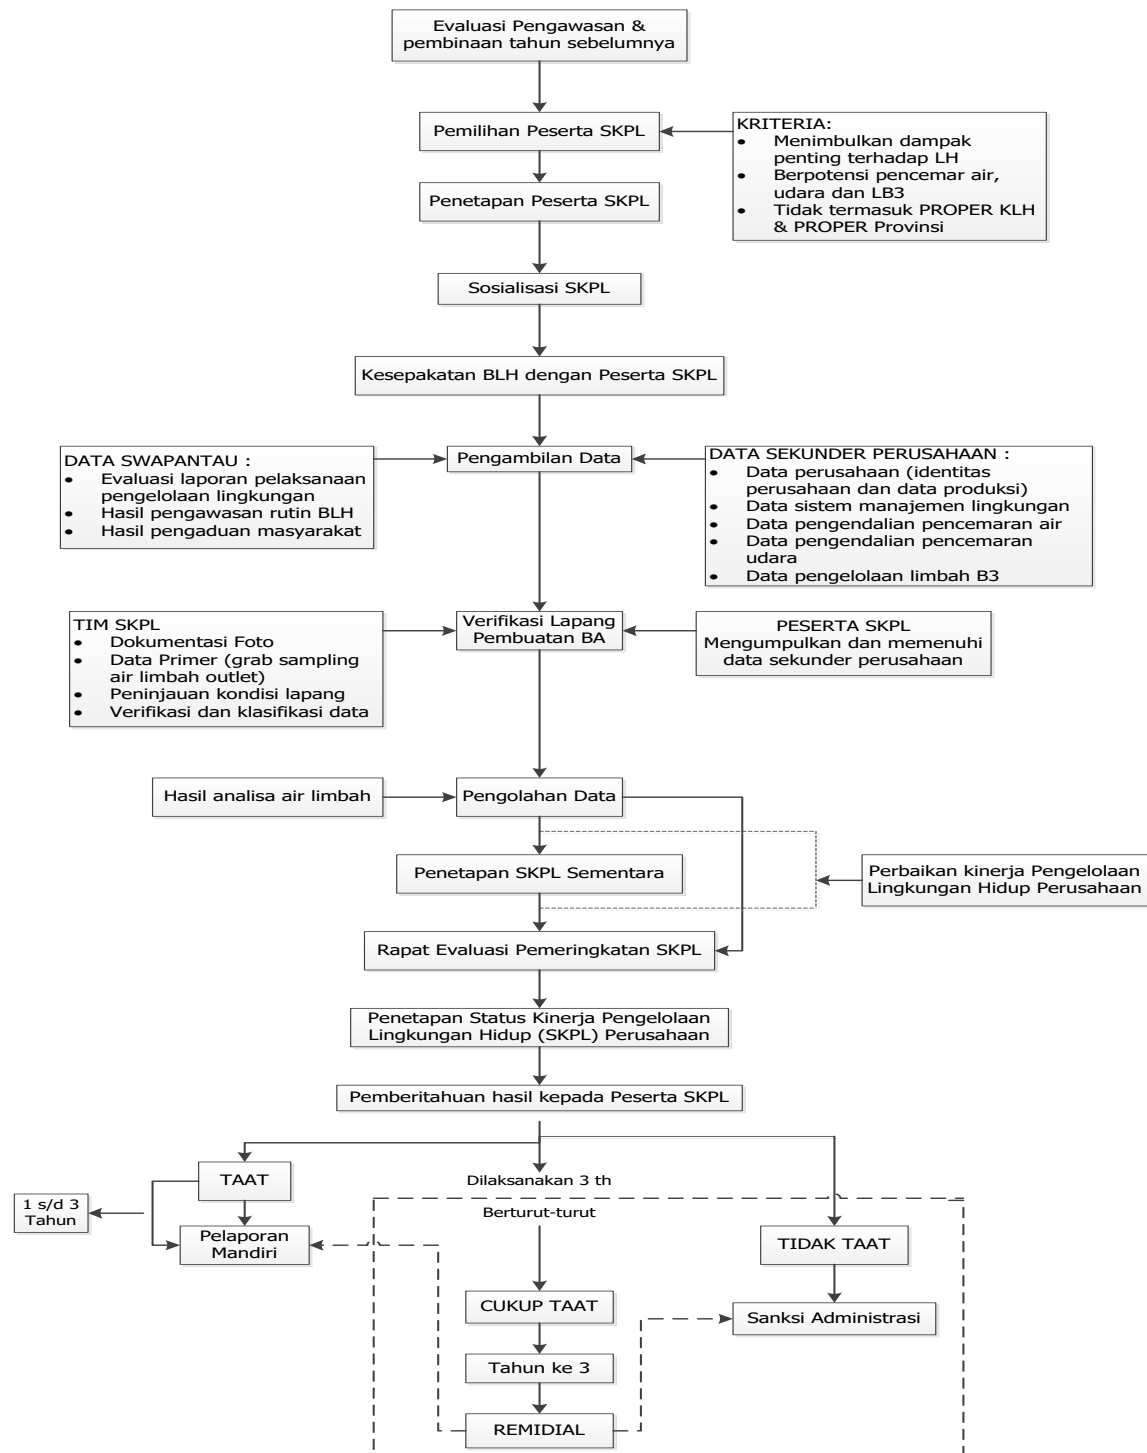 Evaluasi Pengawasan &
pembinaan tahun sebelumnya
Pemilihan Peserta SKPL
KRITERIA:
• Menimbulkan dampak
penting terhadap LH
• Berpotensi pencemar air,
udara dan LB3
• Tidak termasuk PROPER KLH
& PROPER Provinsi
Penetapan Peserta SKPL
Sosialisasi SKPL
Kesepakatan BLH dengan Peserta SKPL
DATA SWAPANTAU :
• Evaluasi laporan pelaksanaan
pengelolaan lingkungan
• Hasil pengawasan rutin BLH
• Hasil pengaduan masyarakat
Pengambilan Data
DATA SEKUNDER PERUSAHAAN :
• Data perusahaan (identitas
perusahaan dan data produksi)
• Data sistem manajemen lingkungan
• Data pengendalian pencemaran air
• Data pengendalian pencemaran
udara
• Data pengelolaan limbah B3
TIM SKPL
• Dokumentasi Foto
• Data Primer (grab sampling
air limbah outlet)
• Peninjauan kondisi lapang
• Verifikasi dan klasifikasi data
Verifikasi Lapang
Pembuatan BA
PESERTA SKPL
Mengumpulkan dan memenuhi
data sekunder perusahaan
Hasil analisa air limbah
Pengolahan Data
Penetapan SKPL Sementara
Perbaikan kinerja Pengelolaan
Lingkungan Hidup Perusahaan
Rapat Evaluasi Pemeringkatan SKPL
Penetapan Status Kinerja Pengelolaan
Lingkungan Hidup (SKPL) Perusahaan
Pemberitahuan hasil kepada Peserta SKPL
TAAT
Dilaksanakan 3 th
Berturut-turut
1 s/d 3
Tahun
Pelaporan
Mandiri
TIDAK TAAT
CUKUP TAAT
Sanksi Administrasi
Tahun ke 3
REMIDIAL